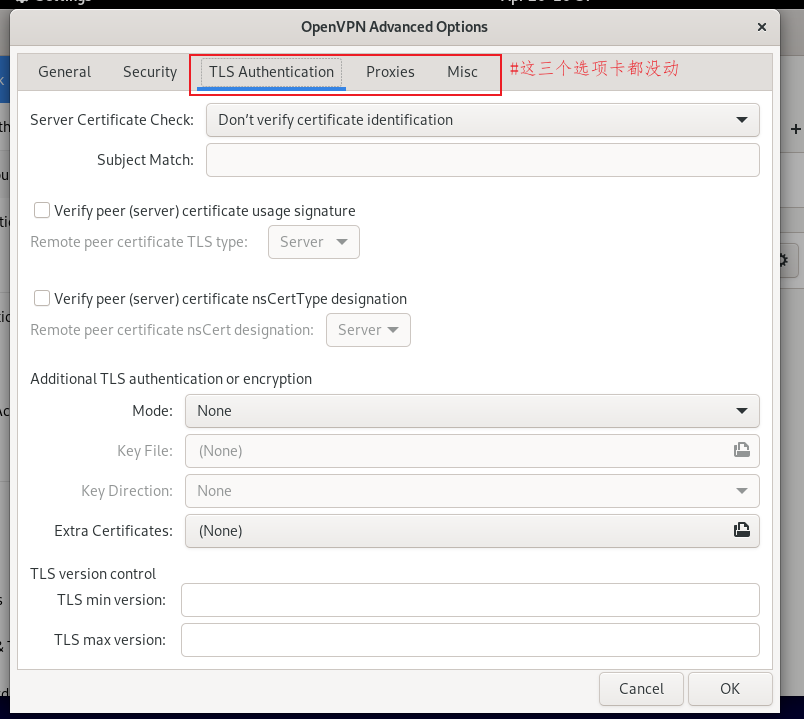 OpenVPN Advanced Options
General Security TLS Authentication Proxies Misc #这三个选项卡都没动
Server Certificate Check: Don't verify certificate identification
Subject Match:
Verify peer (server) certificate usage signature
Remote peer certificate TLS type: Server
Verify peer (server) certificate nsCertType designation
Remote peer certificate nsCert designation: Server
Additional TLS authentication or encryption
Mode: None
Key File: (None)
Key Direction: None
Extra Certificates: (None)
TLS version control
TLS min version:
TLS max version:
Cancel OK